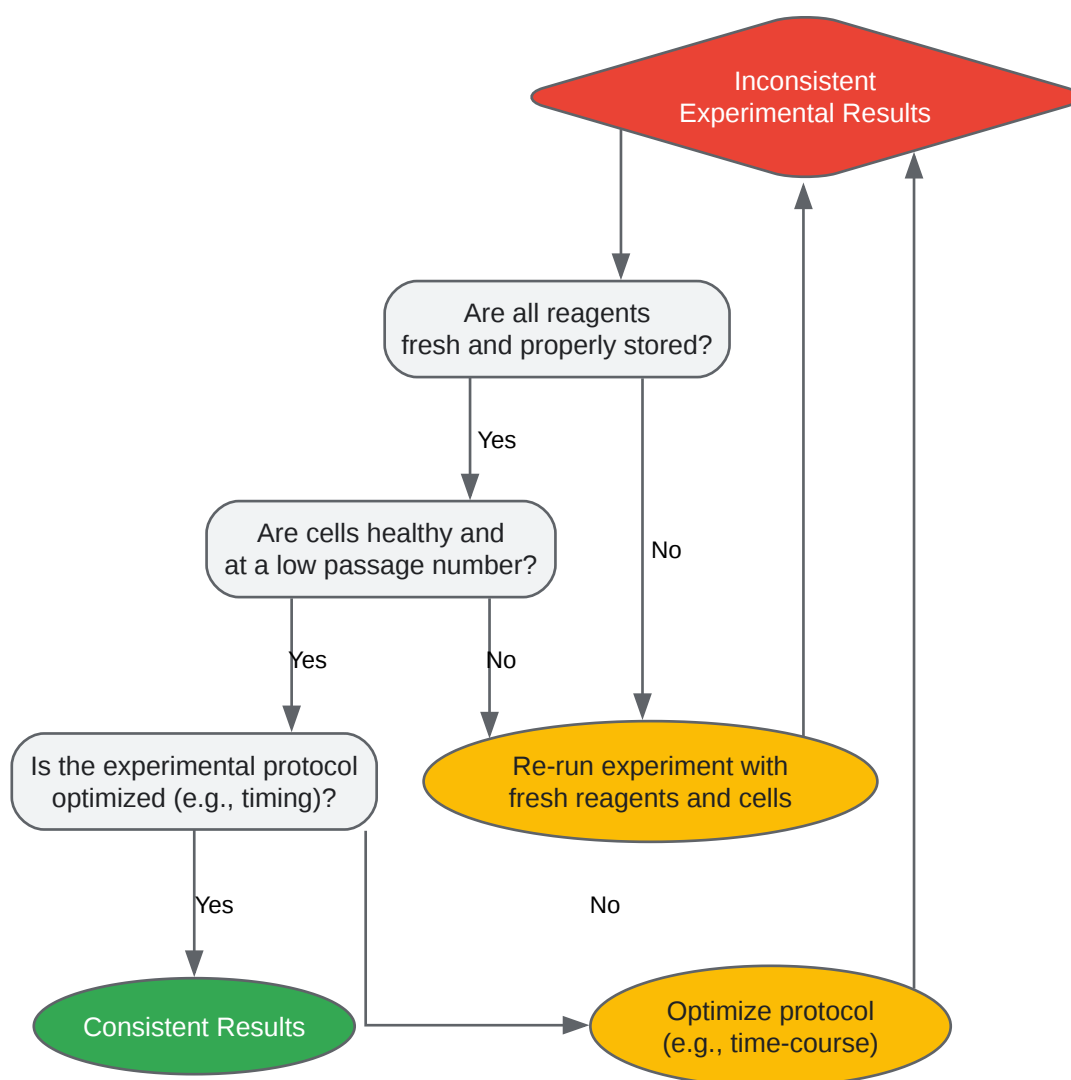 Inconsistent
Experimental Results
Are all reagents
fresh and properly stored?
Yes
Are cells healthy and
at a low passage number?
No
Yes
No
Is the experimental protocol
optimized (e.g., timing)?
Re-run experiment with
fresh reagents and cells
Yes
No
Consistent Results
Optimize protocol
(e.g., time-course)